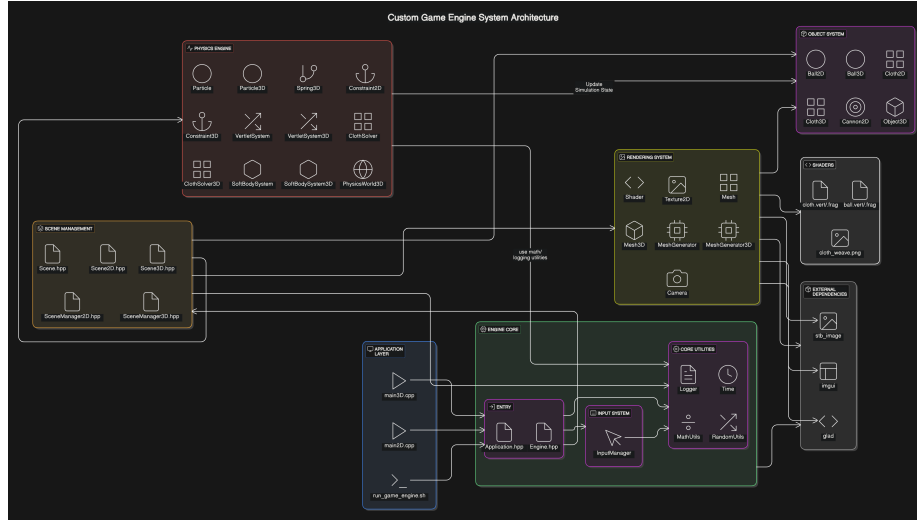 Custom Game Engine System Architecture
PHYSICS ENGINE
Particle
Particle3D
Spring3D
Constraint2D
Constraint3D
VerletSystem
VertletSystem3D
ClothSolver
ClothSolver3D
SoftBodySystem
SoftBodySystem3D
PhysicsWorld3D
Update
Simulation State
OBJECT SYSTEM
Ball2D
Ball3D
Cloth2D
Cloth3D
Cannon2D
Object3D
RENDERING SYSTEM
Shader
Texture2D
Mesh
Mesh3D
MeshGenerator
MeshGenerator3D
Camera
SHADERS
cloth.vert/.frag
ball.vert/.frag
cloth_weave.png
SCENE MANAGEMENT
Scene.hpp
Scene2D.hpp
Scene3D.hpp
SceneManager2D.hpp
SceneManager3D.hpp
use math/
logging utilities
EXTERNAL
DEPENDENCIES
stb_image
imgui
glad
APPLICATION
LAYER
main3D.cpp
main2D.cpp
run_game_engine.sh
ENGINE CORE
ENTRY
Application.hpp
Engine.hpp
INPUT SYSTEM
InputManager
CORE UTILITIES
Logger
Time
MathUtils
RandomUtils